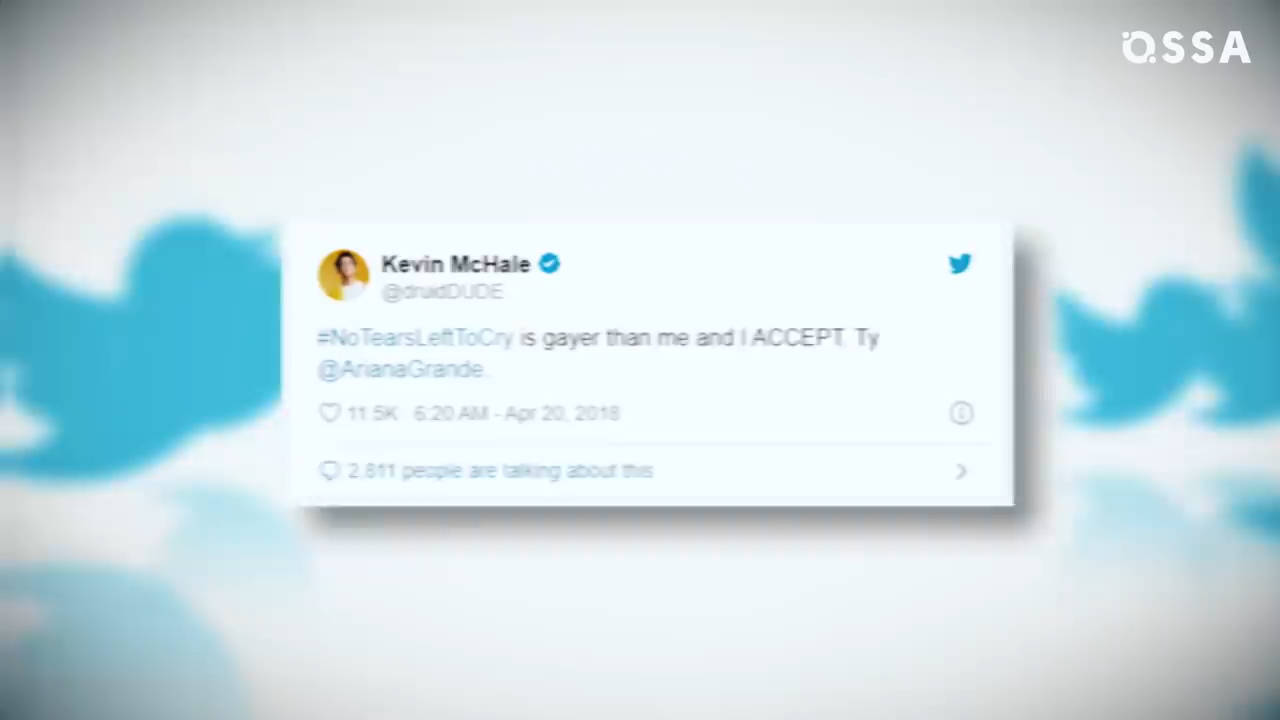 OSSA
Kevin McHale
@druidDUDE
#NoTearsLeftToCry is gayer than me and I ACCEPT. Ty
@ArianaGrande.
11.5K 6:20 AM - Apr 20, 2018
2,811 people are talking about this